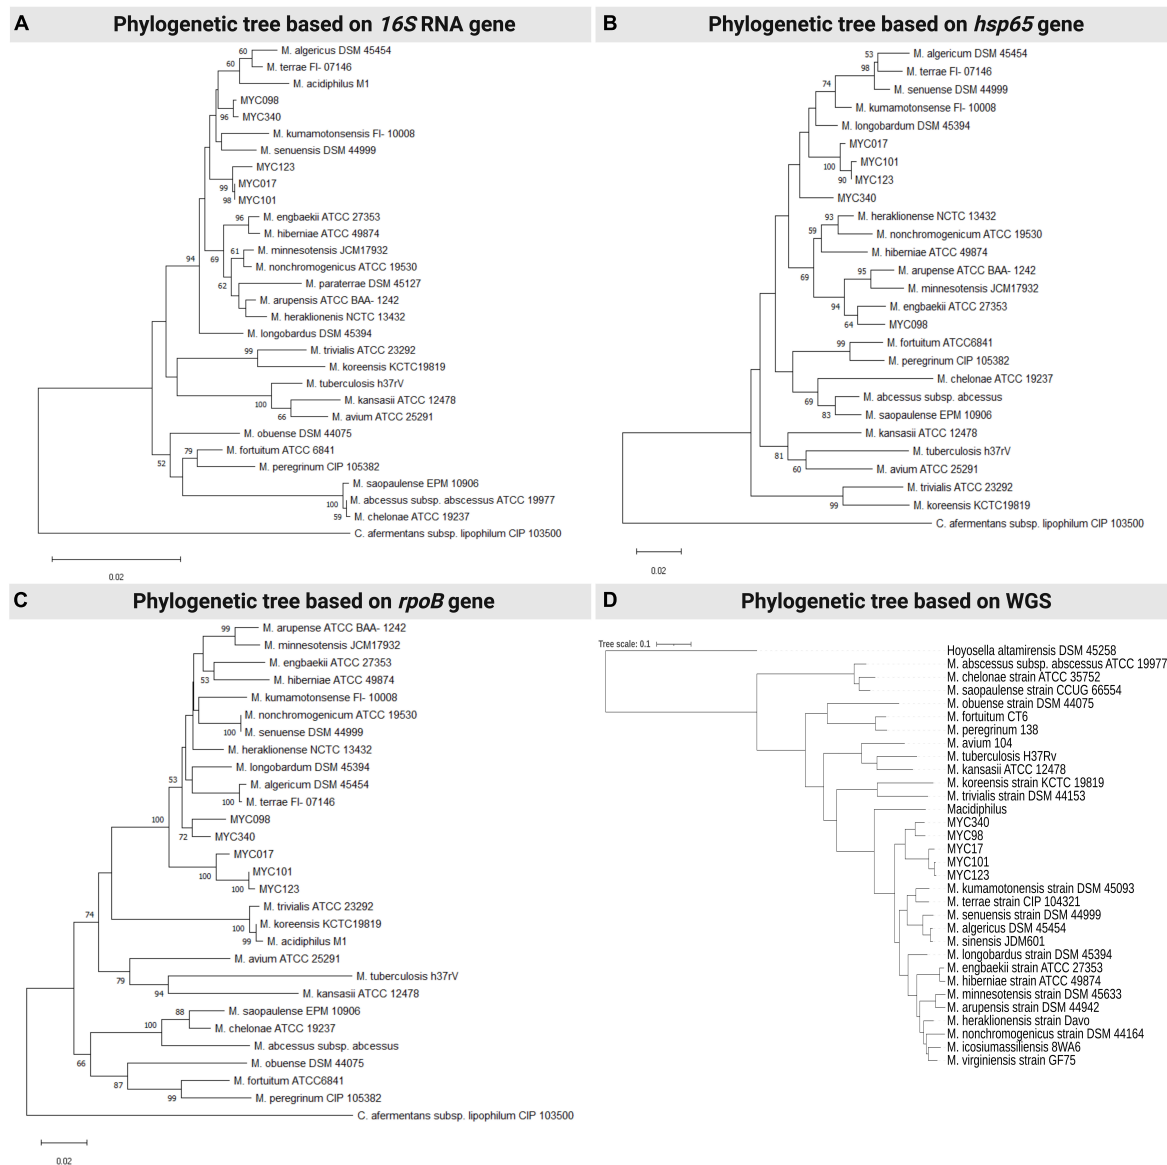 A Phylogenetic tree based on 16S RNA gene
60 M. algericus DSM 45454
60 M. terrae FI- 07146
M. acidiphilus M1
MYC098
96 MYC340
M. kumamotonsensis FI- 10008
M. senuensis DSM 44999
MYC123
99 MYC017
98 MYC101
96 M. engbaekii ATCC 27353
M. hiberniae ATCC 49874
94 69 61 M. minnesotensis JCM17932
M. nonchromogenicus ATCC 19530
62 M. paraterrae DSM 45127
M. arupensis ATCC BAA- 1242
M. heraklionenis NCTC 13432
M. longobardus DSM 45394
99 M. trivialis ATCC 23292
M. koreensis KCTC19819
M. tuberculosis h37rV
100 M. kansasii ATCC 12478
66 M. avium ATCC 25291
M. obuense DSM 44075
79 M. fortuitum ATCC 6841
52 M. peregrinum CIP 105382
M. saopaulense EPM 10906
100 M. abcessus subsp. abscessus ATCC 19977
59 M. chelonae ATCC 19237
C. afermentans subsp. lipophilum CIP 103500
0.02
B Phylogenetic tree based on hsp65 gene
53 M. algericum DSM 45454
98 M. terrae FI- 07146
74 M. senuense DSM 44999
M. kumamotonsense FI- 10008
M. longobardum DSM 45394
MYC017
100 MYC101
90 MYC123
MYC340
93 M. heraklionense NCTC 13432
59 M. nonchromogenicum ATCC 19530
M. hiberniae ATCC 49874
69 95 M. arupense ATCC BAA- 1242
M. minnesotensis JCM17932
94 M. engbaekii ATCC 27353
64 MYC098
99 M. fortuitum ATCC6841
M. peregrinum CIP 105382
M. chelonae ATCC 19237
69 M. abcessus subsp. abcessus
83 M. saopaulense EPM 10906
M. kansasii ATCC 12478
81 M. tuberculosis h37rV
60 M. avium ATCC 25291
M. trivialis ATCC 23292
99 M. koreensis KCTC19819
C. afermentans subsp. lipophilum CIP 103500
0.02
C Phylogenetic tree based on rpoB gene
99 M. arupense ATCC BAA- 1242
M. minnesotensis JCM17932
M. engbaekii ATCC 27353
53 M. hiberniae ATCC 49874
M. kumamotonsense FI- 10008
M. nonchromogenicum ATCC 19530
100 M. senuense DSM 44999
M. heraklionense NCTC 13432
M. longobardum DSM 45394
53 M. algericum DSM 45454
100 M. terrae FI- 07146
100 MYC098
72 MYC340
MYC017
100 MYC101
100 MYC123
M. trivialis ATCC 23292
74 100 M. koreensis KCTC19819
99 M. acidiphilus M1
M. avium ATCC 25291
79 M. tuberculosis h37rV
94 M. kansasii ATCC 12478
88 M. saopaulense EPM 10906
100 M. chelonae ATCC 19237
M. abcessus subsp. abcessus
66 M. obuense DSM 44075
87 M. fortuitum ATCC6841
99 M. peregrinum CIP 105382
C. afermentans subsp. lipophilum CIP 103500
0.02
D Phylogenetic tree based on WGS
Tree scale: 0.1
Hoyosella altamirensis DSM 45258
M. abscessus subsp. abscessus ATCC 19977
M. chelonae strain ATCC 35752
M. saopaulense strain CCUG 66554
M. obuense strain DSM 44075
M. fortuitum CT6
M. peregrinum 138
M. avium 104
M. tuberculosis H37Rv
M. kansasii ATCC 12478
M. koreensis strain KCTC 19819
M. trivialis strain DSM 44153
Macidiphilus
MYC340
MYC98
MYC17
MYC101
MYC123
M. kumamotonensis strain DSM 45093
M. terrae strain CIP 104321
M. senuensis strain DSM 44999
M. algericus DSM 45454
M. sinensis JDM601
M. longobardus strain DSM 45394
M. engbaekii strain ATCC 27353
M. hiberniae strain ATCC 49874
M. minnesotensis strain DSM 45633
M. arupensis strain DSM 44942
M. heraklionensis strain Davo
M. nonchromogenicus strain DSM 44164
M. icosiumassiliensis 8WA6
M. virginiensis strain GF75